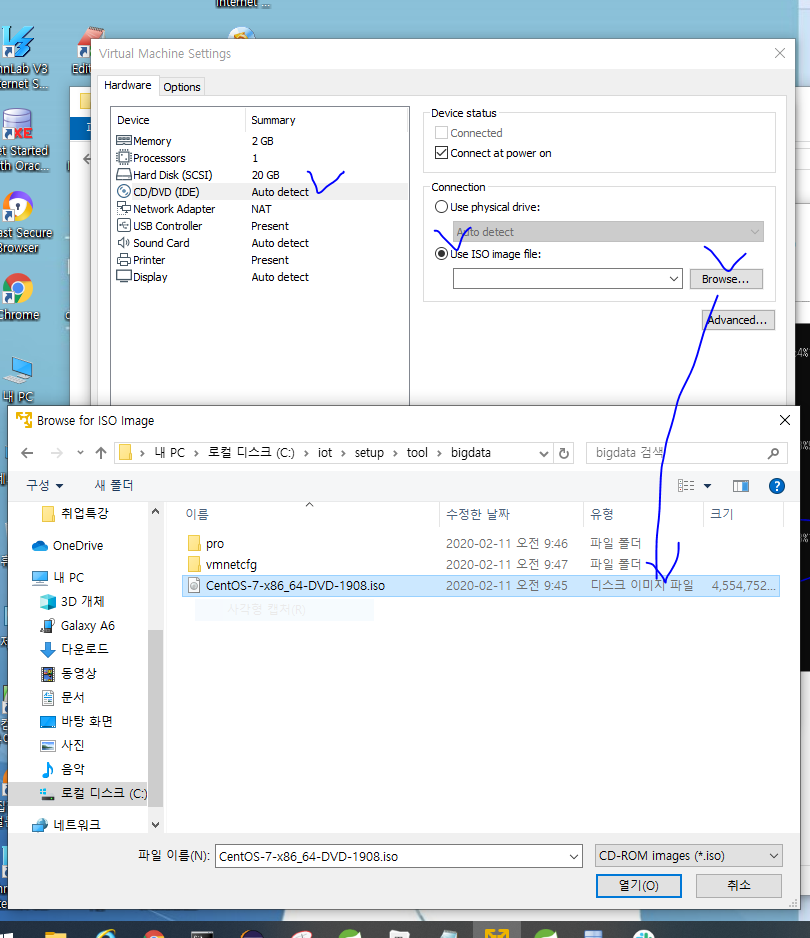 Internet ...
nnLab V3
Edit
ternet S...
et Started
th Orac...
ast Secure
Browser
Chrome
내 PC
Virtual Machine Settings
Hardware
Options
Device Summary
Memory 2 GB
Processors 1
Hard Disk (SCSI) 20 GB
CD/DVD (IDE) Auto detect
Network Adapter NAT
USB Controller Present
Sound Card Auto detect
Printer Present
Display Auto detect
Device status
Connected
Connect at power on
Connection
Use physical drive:
Auto detect
Use ISO image file:
Browse...
Advanced...
Browse for ISO Image
내 PC > 로컬 디스크 (C:) > iot > setup > tool > bigdata
bigdata 검색
구성
새 폴더
취업특강
OneDrive
내 PC
3D 개체
Galaxy A6
다운로드
동영상
문서
바탕 화면
사진
음악
로컬 디스크 (C:)
네트워크
이름 수정한 날짜 유형 크기
pro 2020-02-11 오전 9:46 파일 폴더
vmnetcfg 2020-02-11 오전 9:47 파일 폴더
CentOS-7-x86_64-DVD-1908.iso 2020-02-11 오전 9:45 디스크 이미지 파일 4,554,752...
사각형 캡처(R)
파일 이름(N):
CentOS-7-x86_64-DVD-1908.iso
CD-ROM images (*.iso)
열기(O)
취소